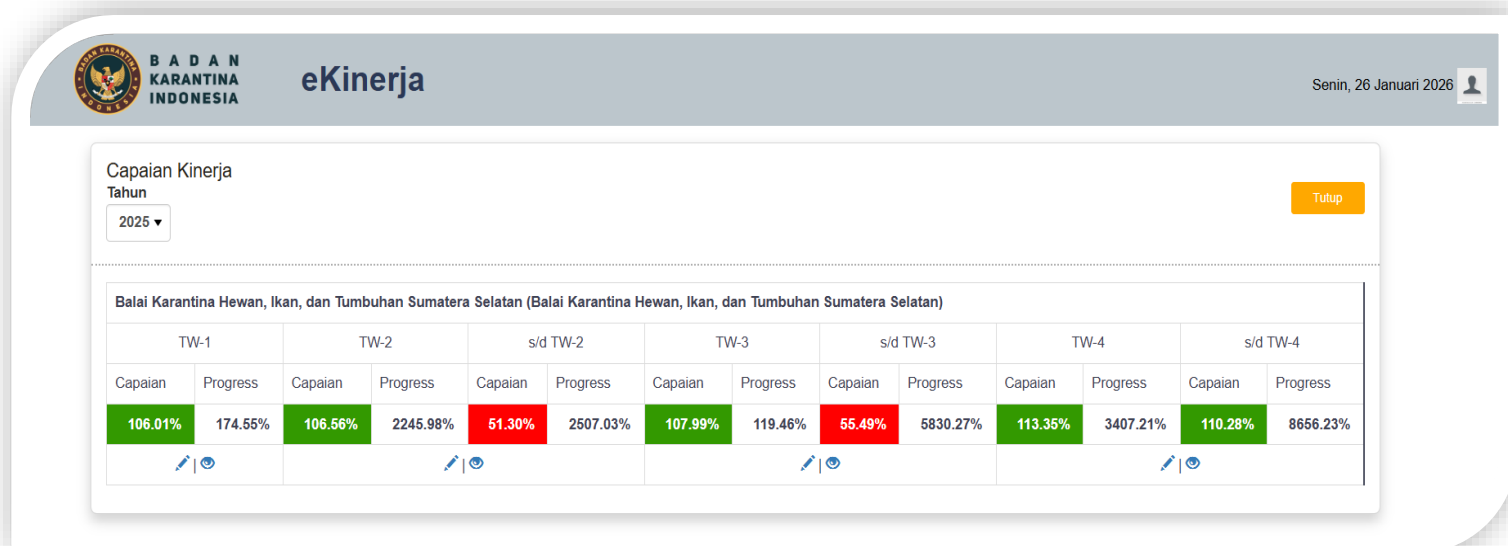 BADAN
KARANTINA
INDONESIA
eKinerja
Senin, 26 Januari 2026
Capaian Kinerja
Tahun
2025
Tutup
Balai Karantina Hewan, Ikan, dan Tumbuhan Sumatera Selatan (Balai Karantina Hewan, Ikan, dan Tumbuhan Sumatera Selatan)
TW-1 TW-2 s/d TW-2 TW-3 s/d TW-3 TW-4 s/d TW-4
Capaian Progress Capaian Progress Capaian Progress Capaian Progress Capaian Progress Capaian Progress Capaian Progress
106.01% 174.55% 106.56% 2245.98% 51.30% 2507.03% 107.99% 119.46% 55.49% 5830.27% 113.35% 3407.21% 110.28% 8656.23%
| | | |